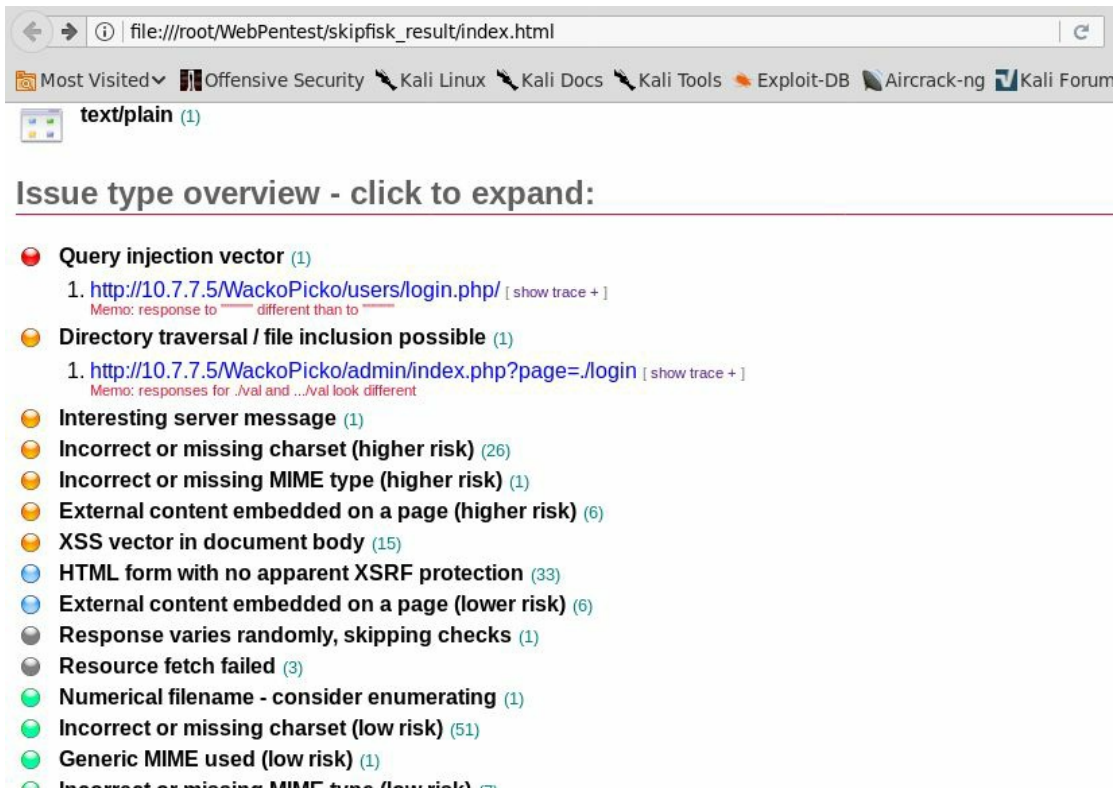 file:///root/WebPentest/skipfisk_result/index.html
Most Visited Offensive Security Kali Linux Kali Docs Kali Tools Exploit-DB Aircrack-ng Kali Forum
text/plain (1)
Issue type overview - click to expand:
Query injection vector (1)
1. http://10.7.7.5/WackoPicko/users/login.php/ [ show trace + ]
Memo: response to different than to
Directory traversal / file inclusion possible (1)
1. http://10.7.7.5/WackoPicko/admin/index.php?page=./login [ show trace + ]
Memo: responses for ./val and .../val look different
Interesting server message (1)
Incorrect or missing charset (higher risk) (26)
Incorrect or missing MIME type (higher risk) (1)
External content embedded on a page (higher risk) (6)
XSS vector in document body (15)
HTML form with no apparent XSRF protection (33)
External content embedded on a page (lower risk) (6)
Response varies randomly, skipping checks (1)
Resource fetch failed (3)
Numerical filename - consider enumerating (1)
Incorrect or missing charset (low risk) (51)
Generic MIME used (low risk) (1)
Incorrect or missing MIME type (low risk) (7)